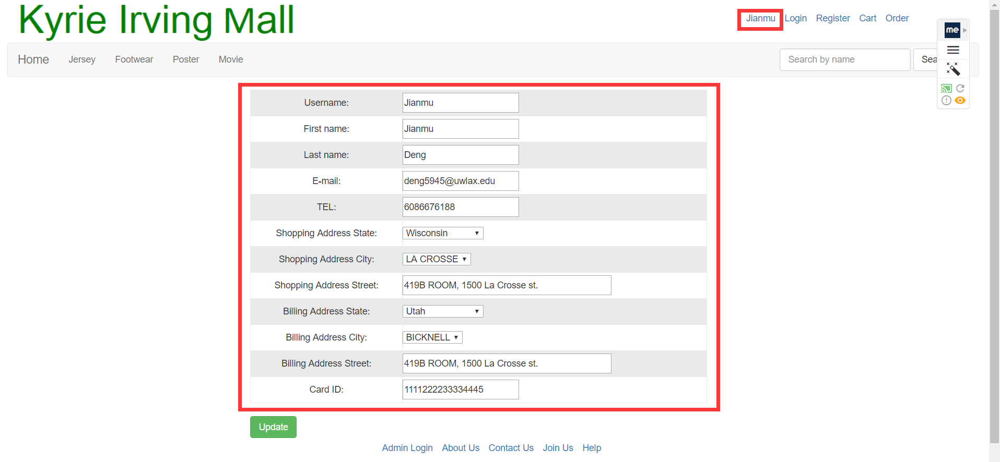 Kyrie Irving Mall
Jianmu Login Register Cart Order
me
Home Jersey Footwear Poster Movie Search by name Sea
Username: Jianmu
First name: Jianmu
Last name: Deng
E-mail: deng5945@uwlax.edu
TEL: 6086676188
Shopping Address State: Wisconsin
Shopping Address City: LA CROSSE
Shopping Address Street: 419B ROOM, 1500 La Crosse st.
Billing Address State: Utah
Billing Address City: BICKNELL
Billing Address Street: 419B ROOM, 1500 La Crosse st.
Card ID: 1111222233334445
Update
Admin Login About Us Contact Us Join Us Help